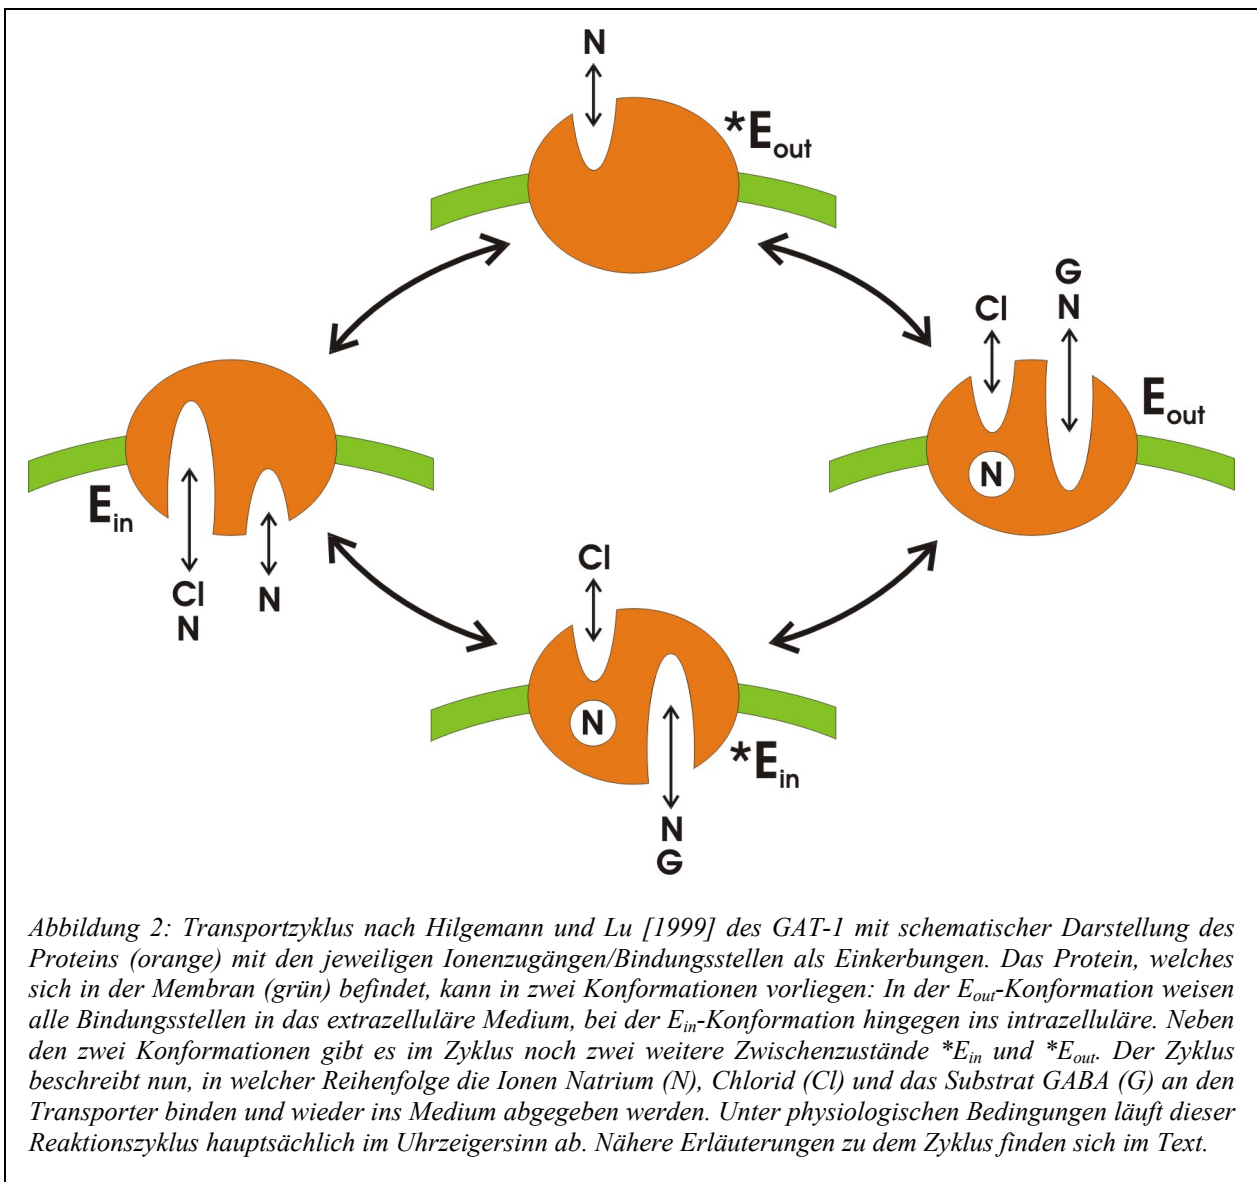 N
*Eout
G
Cl N
Eout
N
Ein
Cl
Cl N
N
N
*Ein
N
G
Abbildung 2: Transportzyklus nach Hilgemann und Lu [1999] des GAT-1 mit schematischer Darstellung des
Proteins (orange) mit den jeweiligen Ionenzugängen/Bindungsstellen als Einkerbungen. Das Protein, welches
sich in der Membran (grün) befindet, kann in zwei Konformationen vorliegen: In der Eout-Konformation weisen
alle Bindungsstellen in das extrazelluläre Medium, bei der Ein-Konformation hingegen ins intrazelluläre. Neben
den zwei Konformationen gibt es im Zyklus noch zwei weitere Zwischenzustände *Ein und *Eout. Der Zyklus
beschreibt nun, in welcher Reihenfolge die Ionen Natrium (N), Chlorid (Cl) und das Substrat GABA (G) an den
Transporter binden und wieder ins Medium abgegeben werden. Unter physiologischen Bedingungen läuft dieser
Reaktionszyklus hauptsächlich im Uhrzeigersinn ab. Nähere Erläuterungen zu dem Zyklus finden sich im Text.